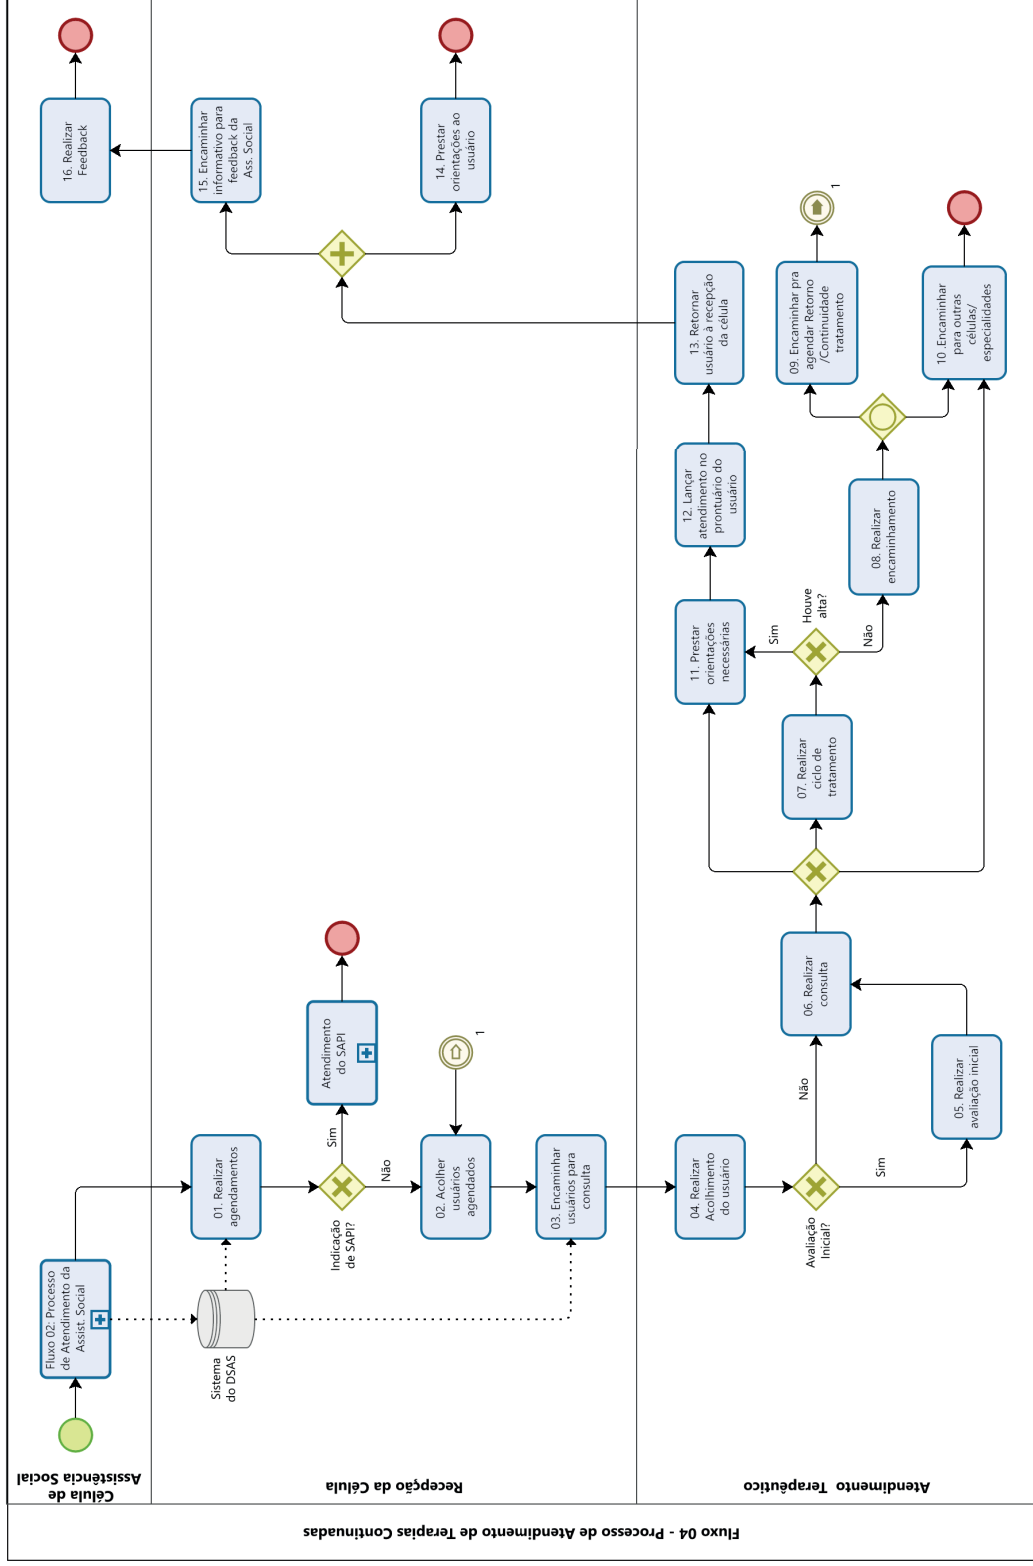 Fluxo 04 - Processo de Atendimento de Terapias Continuadas
Célula de
Assistência Social
Fluxo 02: Processo
de Atendimento da
Assist. Social
16. Realizar
Feedback
Recepção da Célula
Sistema
do DSAS
01. Realizar
agendamentos
Indicação
de SAPI?
Sim
Não
Atendimento
do SAPI
02. Acolher
usuários
agendados
1
03. Encaminhar
usuários para
consulta
15. Encaminhar
informativo para
feedback da
Ass. Social
14. Prestar
orientações ao
usuário
Atendimento Terapêutico
04. Realizar
Acolhimento
do usuário
Avaliação
Inicial?
Não
Sim
05. Realizar
avaliação inicial
06. Realizar
consulta
07. Realizar
ciclo de
tratamento
Houve
alta?
Sim
Não
11. Prestar
orientações
necessárias
12. Lançar
atendimento no
prontuário do
usuário
13. Retornar
usuário à recepção
da célula
08. Realizar
encaminhamento
09. Encaminhar pra
agendar Retorno
/Continuidade
tratamento
1
10 .Encaminhar
para outras
células/
especialidades